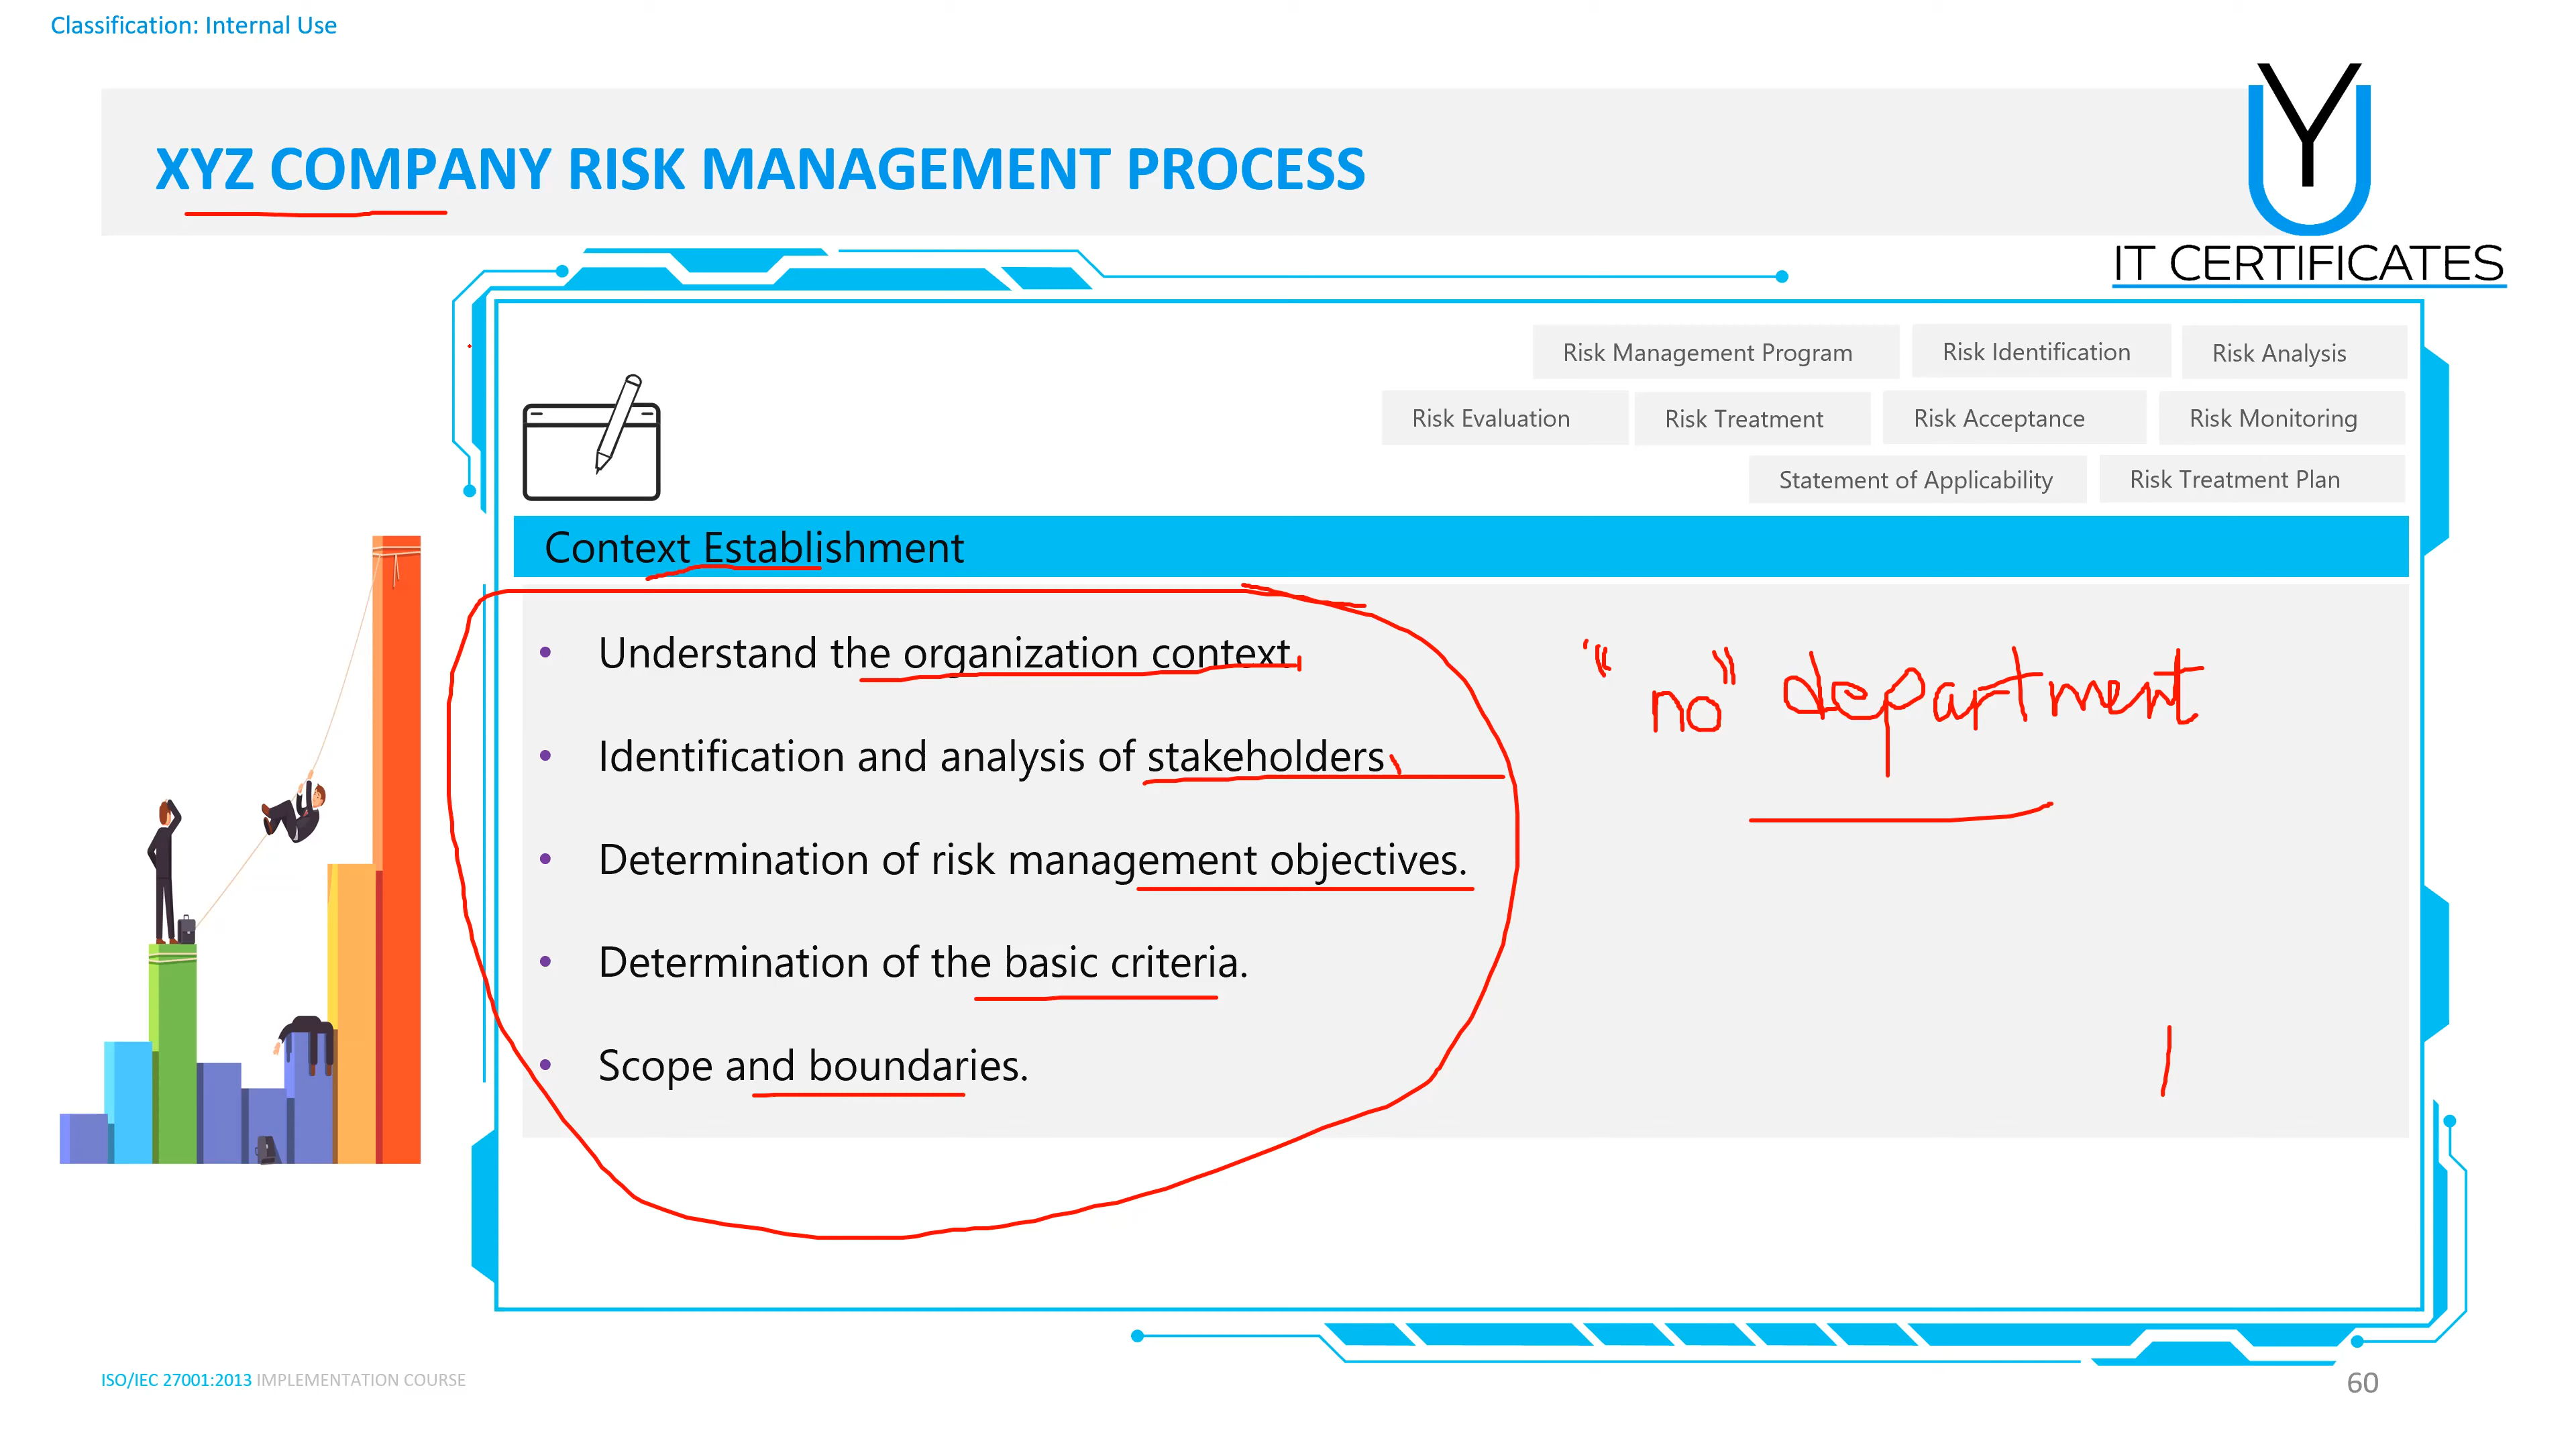 Classification: Internal Use
XYZ COMPANY RISK MANAGEMENT PROCESS
UY
IT CERTIFICATES
Risk Management Program
Risk Identification
Risk Analysis
Risk Evaluation
Risk Treatment
Risk Acceptance
Risk Monitoring
Statement of Applicability
Risk Treatment Plan
Context Establishment
• Understand the organization context
• Identification and analysis of stakeholders
• Determination of risk management objectives.
• Determination of the basic criteria.
• Scope and boundaries.
"no" department
ISO/IEC 27001:2013 IMPLEMENTATION COURSE
60